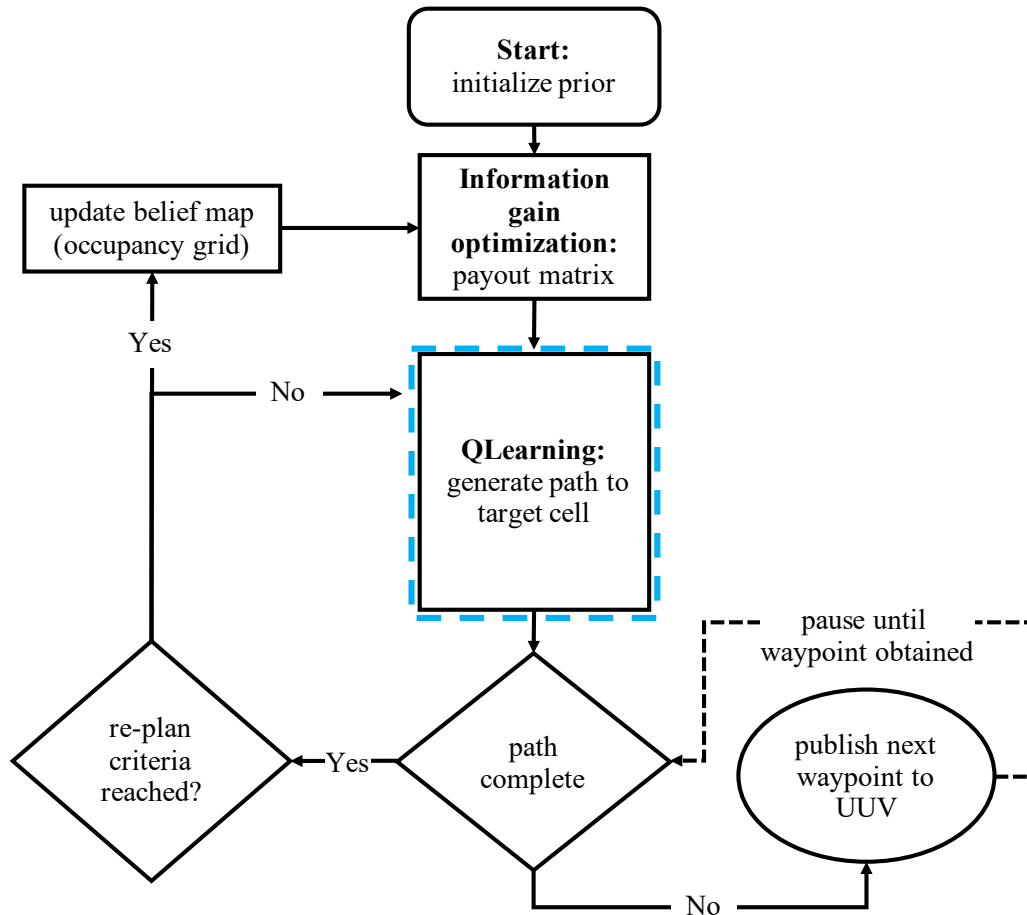 Start:
initialize prior
Information
gain
optimization:
payout matrix
update belief map
(occupancy grid)
Yes
No
QLearning:
generate path to
target cell
pause until
waypoint obtained
re-plan
criteria
reached?
Yes
path
complete
publish next
waypoint to
UUV
No